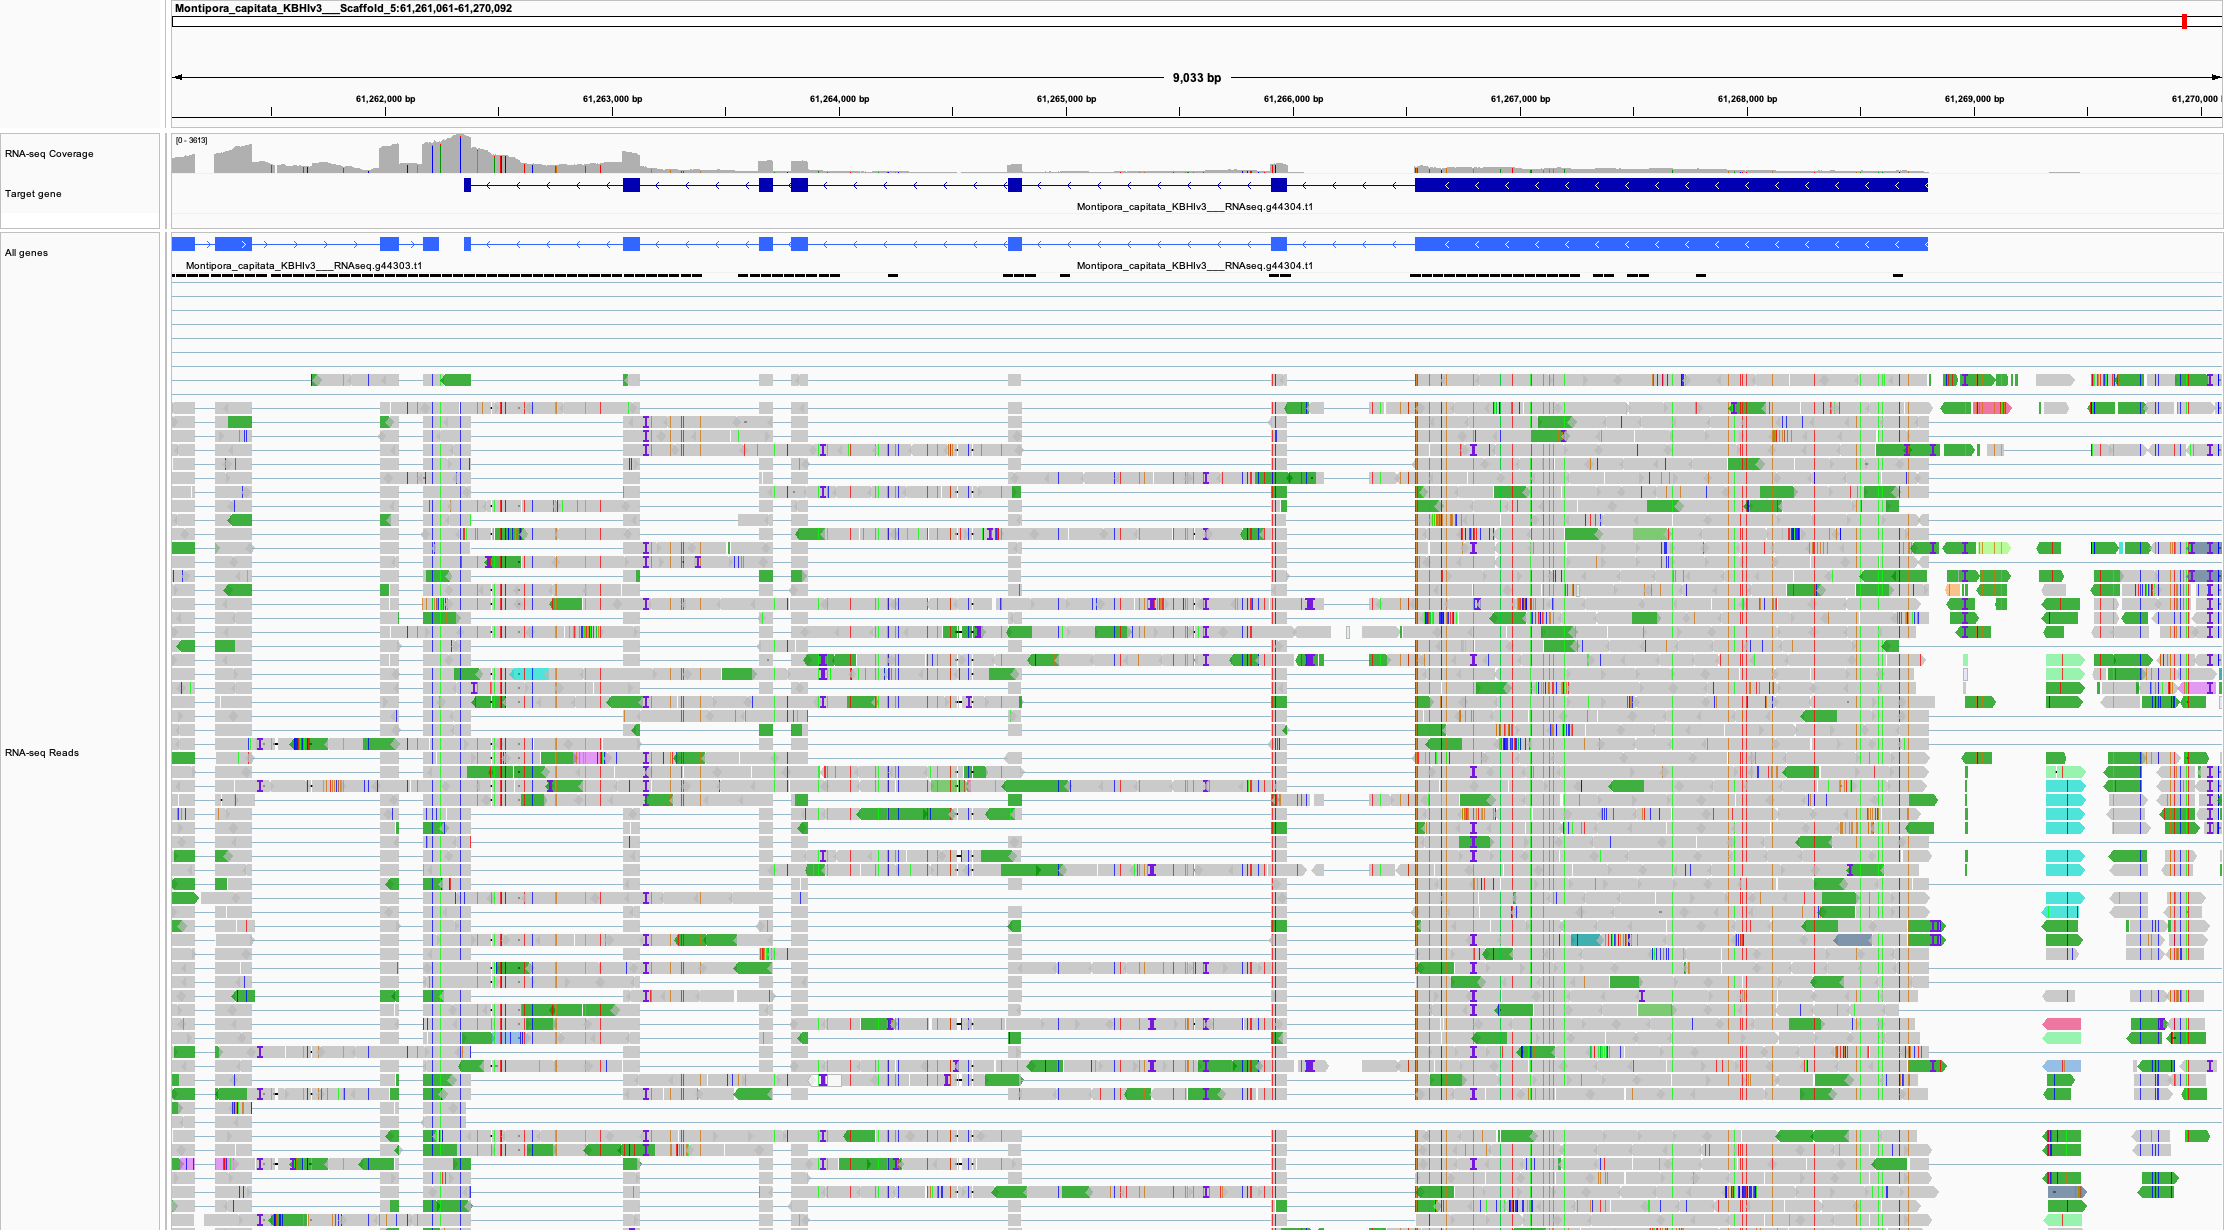 Montipora_capitata_KBHIv3___Scaffold_5:61,261,061-61,270,092
9,033 bp
61,262,000 bp 61,263,000 bp 61,264,000 bp 61,265,000 bp 61,266,000 bp 61,267,000 bp 61,268,000 bp 61,269,000 bp 61,270,000
[0 - 3613]
RNA-seq Coverage
Target gene
Montipora_capitata_KBHIv3___RNAseq.g44304.t1
All genes
Montipora_capitata_KBHIv3___RNAseq.g44303.t1 Montipora_capitata_KBHIv3___RNAseq.g44304.t1
RNA-seq Reads